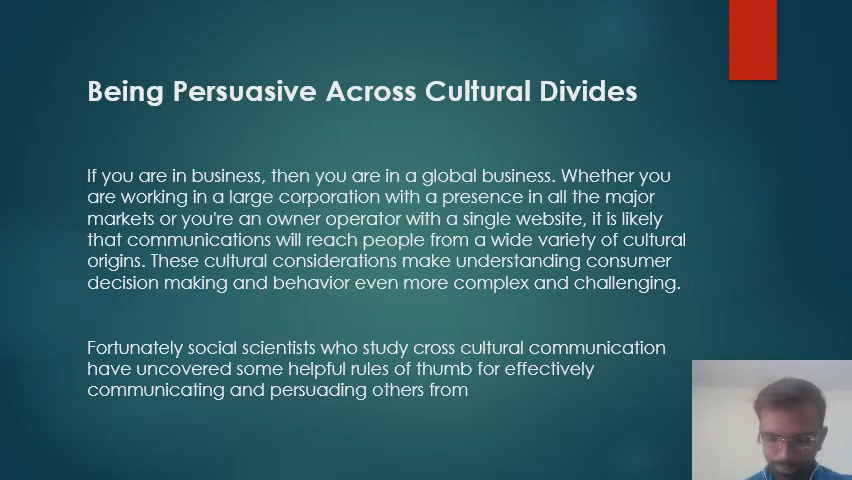 Being Persuasive Across Cultural Divides
If you are in business, then you are in a global business. Whether you
are working in a large corporation with a presence in all the major
markets or you're an owner operator with a single website, it is likely
that communications will reach people from a wide variety of cultural
origins. These cultural considerations make understanding consumer
decision making and behavior even more complex and challenging.
Fortunately social scientists who study cross cultural communication
have uncovered some helpful rules of thumb for effectively
communicating and persuading others from